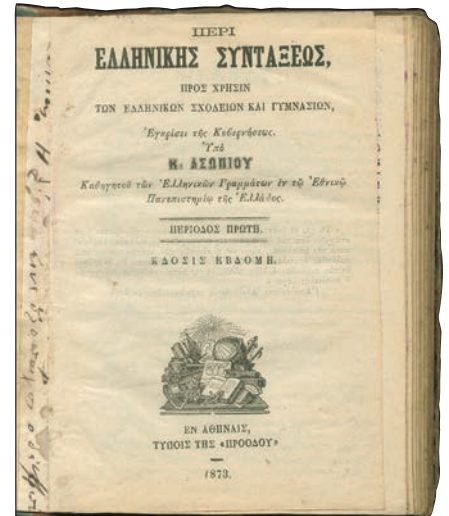 ΠΕΡΙ
ΕΛΛΗΝΙΚΗΣ ΣΥΝΤΑΞΕΩΣ,
ΠΡΟΣ ΧΡΗΣΙΝ
ΤΩΝ ΕΛΛΗΝΙΚΩΝ ΣΧΟΛΕΙΩΝ ΚΑΙ ΓΥΜΝΑΣΙΩΝ,
Ἐγκρίσει τῆς Κυβερνήσεως.
Ὑπὸ
Κ. ΑΣΩΠΙΟΥ
Καθηγητοῦ τῶν Ἑλληνικῶν Γραμμάτων ἐν τῷ Ἐθνικῷ
Πανεπιστημίῳ τῆς Ἑλλάδος.
ΠΕΡΙΟΔΟΣ ΠΡΩΤΗ.
ΚΔΟΣΙΣ ΕΒΔΟΜΗ.
ΕΝ ΑΘΗΝΑΙΣ,
ΤΥΠΟΙΣ ΤΗΣ «ΠΡΟΟΔΟΥ»
1873.